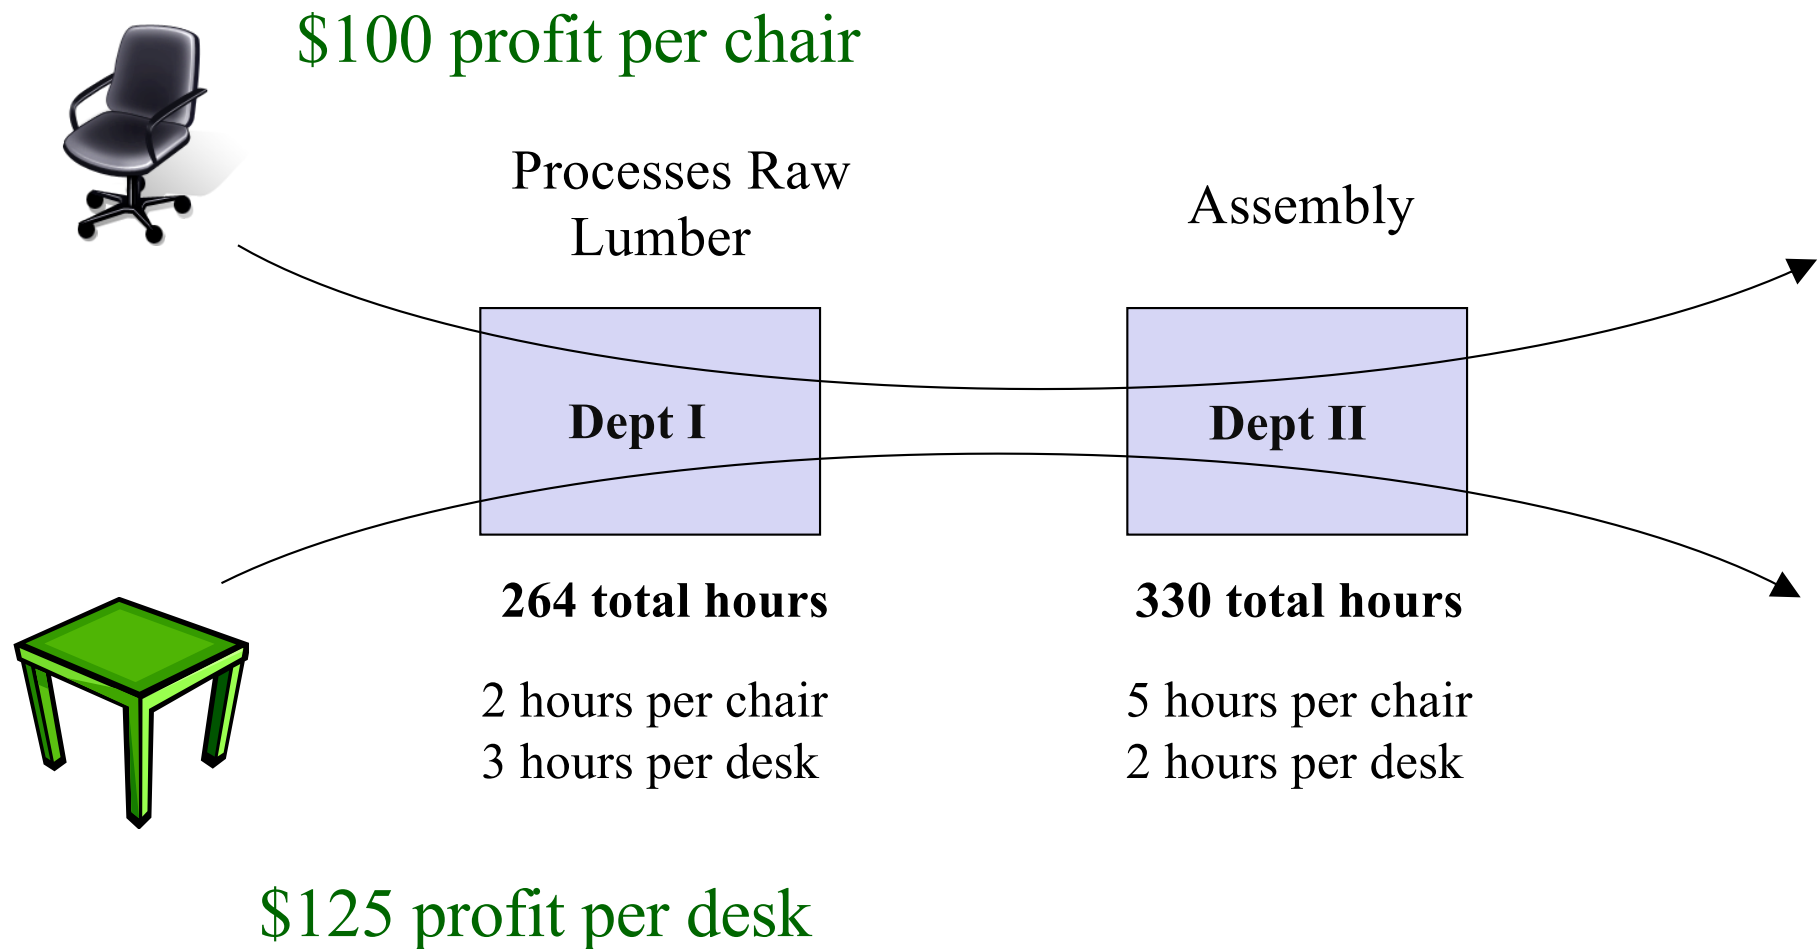 $100 profit per chair
Processes Raw
Lumber
Assembly
Dept I
Dept II
264 total hours
330 total hours
2 hours per chair
3 hours per desk
5 hours per chair
2 hours per desk
$125 profit per desk